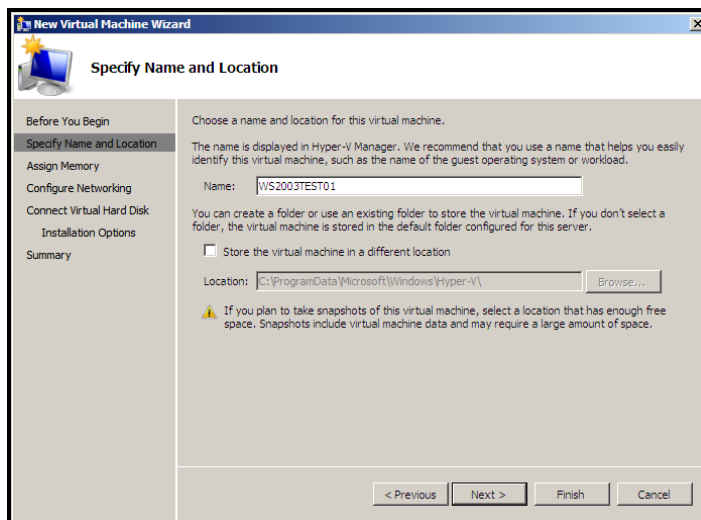 New Virtual Machine Wizard
Specify Name and Location
Before You Begin
Specify Name and Location
Assign Memory
Configure Networking
Connect Virtual Hard Disk
Installation Options
Summary
Choose a name and location for this virtual machine.
The name is displayed in Hyper-V Manager. We recommend that you use a name that helps you easily
identify this virtual machine, such as the name of the guest operating system or workload.
Name: WS2003TEST01
You can create a folder or use an existing folder to store the virtual machine. If you don't select a
folder, the virtual machine is stored in the default folder configured for this server.
Store the virtual machine in a different location
Location: C:\ProgramData\Microsoft\Windows\Hyper-V\ Browse...
If you plan to take snapshots of this virtual machine, select a location that has enough free
space. Snapshots include virtual machine data and may require a large amount of space.
< Previous Next > Finish Cancel